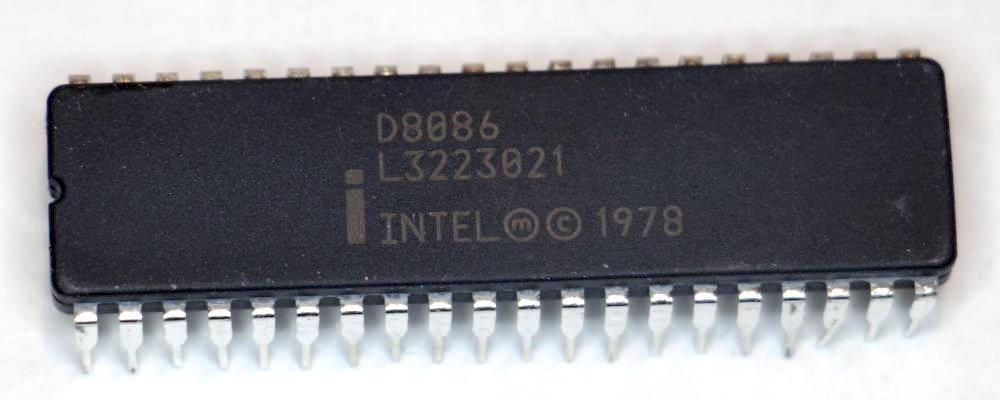 D8086
L3223021
i
INTEL Ⓜ © 1978